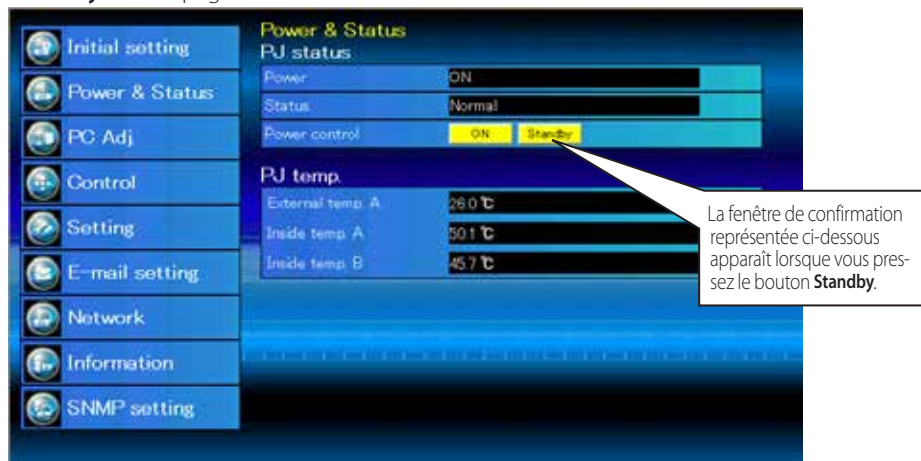 Initial setting
Power & Status
PC Adj.
Control
Setting
E-mail setting
Network
Information
SNMP setting
Power & Status
PJ status
Power ON
Status Normal
Power control ON Standby
PJ temp.
External temp. A 26.0 ℃
Inside temp. A 50.1 ℃
Inside temp. B 45.7 ℃
La fenêtre de confirmation
représentée ci-dessous
apparaît lorsque vous pres-
sez le bouton Standby.